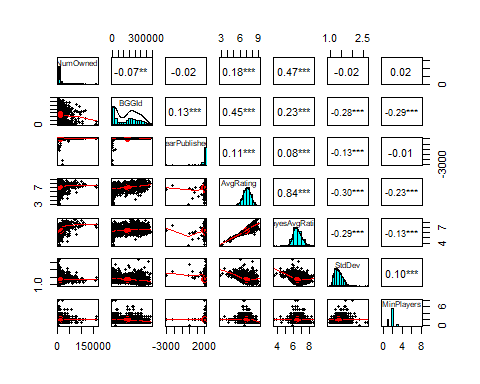 0 300000 3 5 7 9 1.0 2.5
NumOwned -0.07** -0.02 0.18*** 0.47*** -0.02 0.02 0
0 BGGId 0.13*** 0.45*** 0.23*** -0.28*** -0.29***
earPublishe 0.11*** 0.08*** -0.13*** -0.01 -3000
3 7 AvgRating 0.84*** -0.30*** -0.23***
yesAvgRati -0.29*** -0.13*** 4 7
1.0 StdDev 0.10***
MinPlayers 0 6
0 150000 -3000 2000 4 6 8 0 4 8